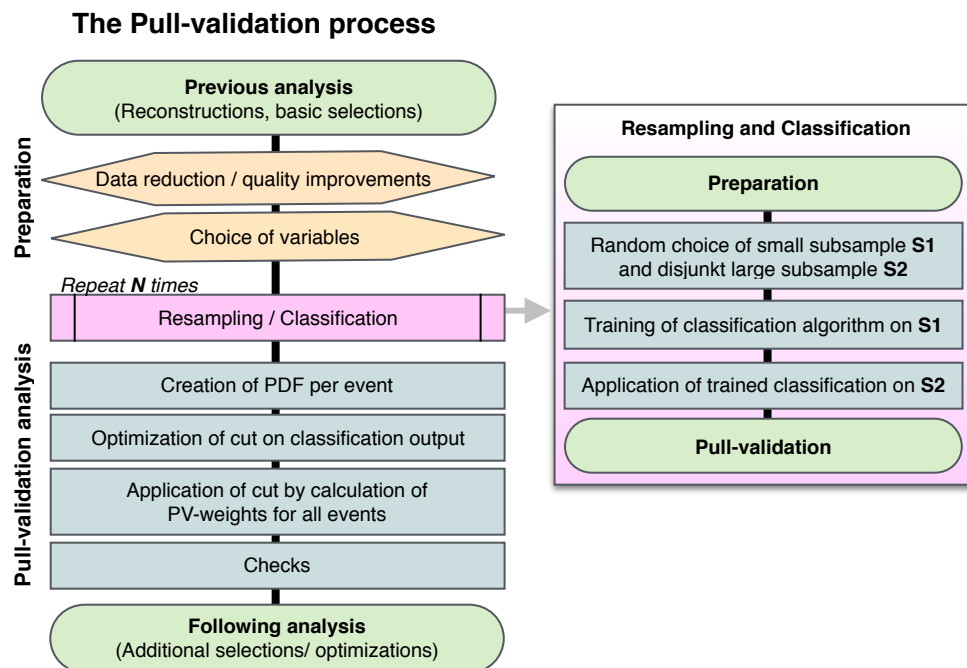 The Pull-validation process
Previous analysis
(Reconstructions, basic selections)
Preparation
Data reduction / quality improvements
Choice of variables
Repeat N times
Resampling / Classification
Pull-validation analysis
Creation of PDF per event
Optimization of cut on classification output
Application of cut by calculation of
PV-weights for all events
Checks
Following analysis
(Additional selections/ optimizations)
Resampling and Classification
Preparation
Random choice of small subsample S1
and disjunkt large subsample S2
Training of classification algorithm on S1
Application of trained classification on S2
Pull-validation